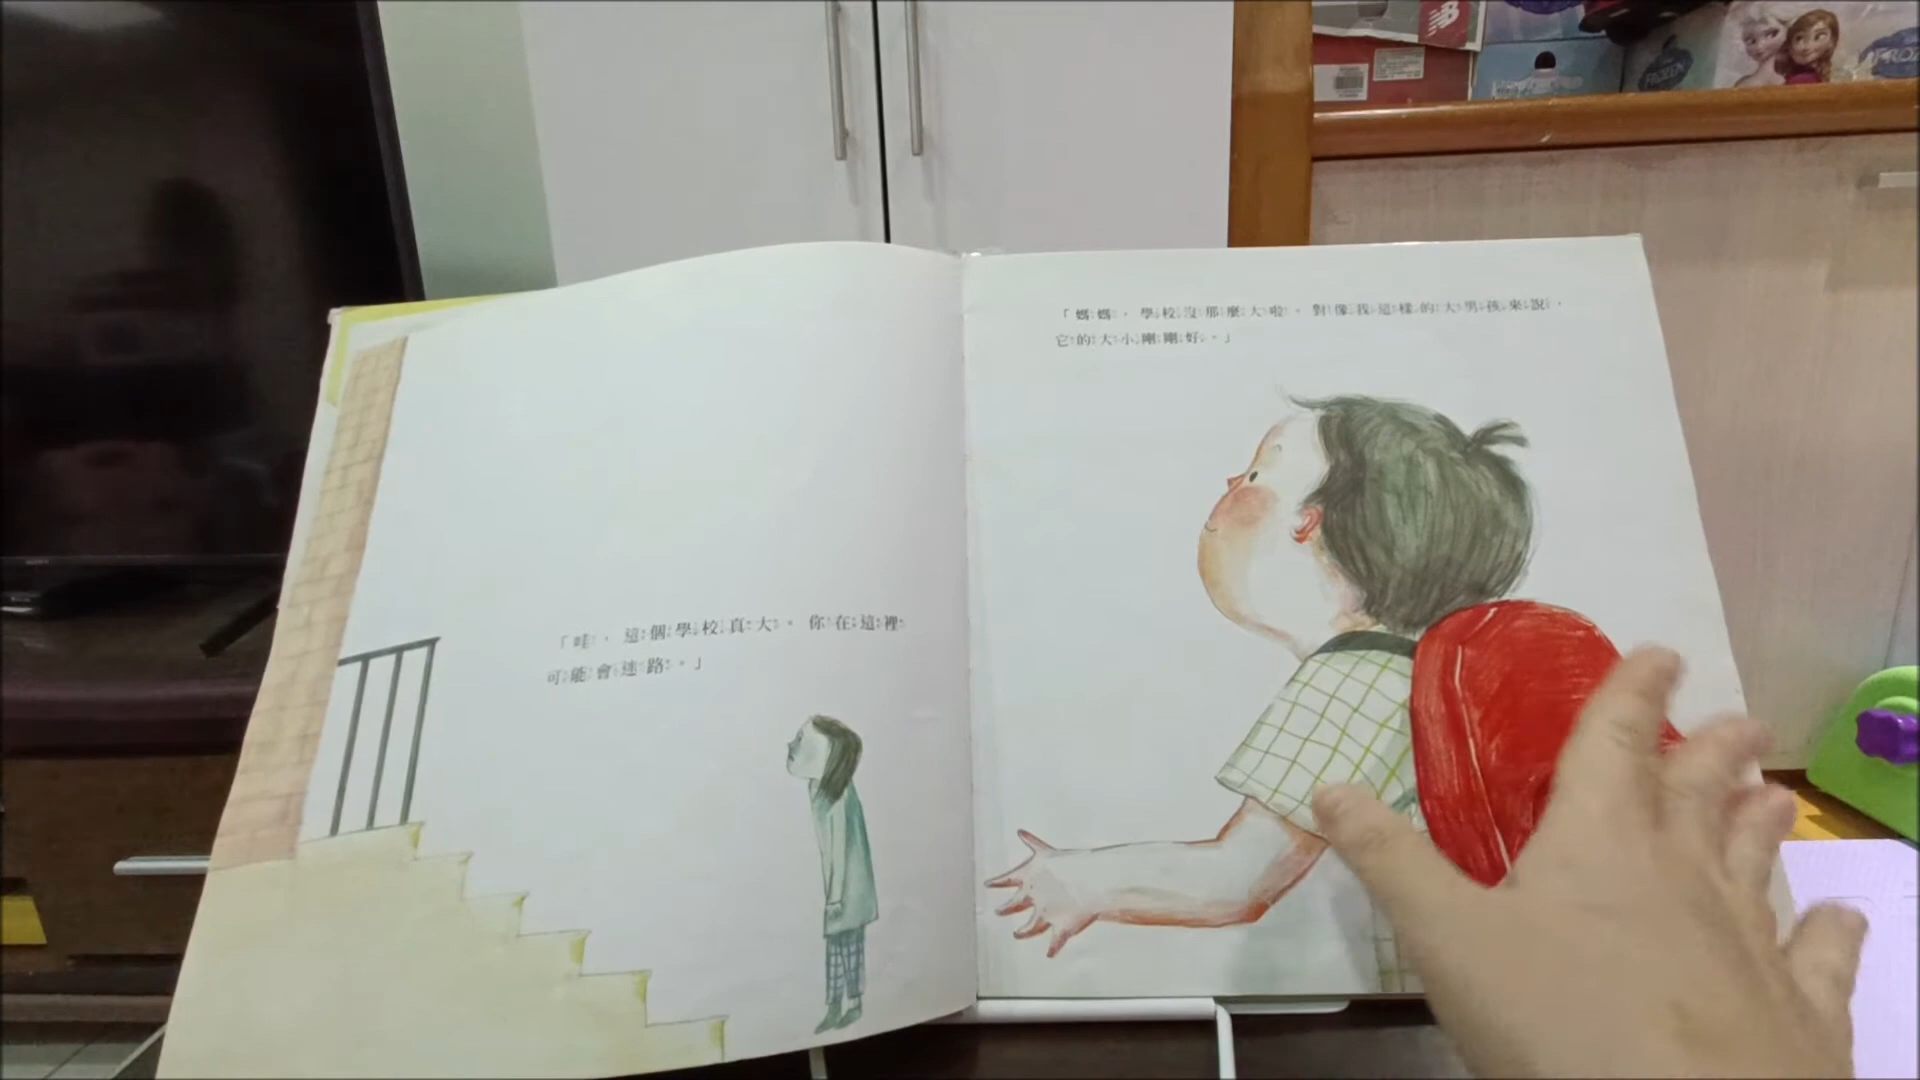 「哇，這個學校真大。你在這裡
可能會迷路。」
「媽媽，學校沒那麼大啦。對像我這樣的大男孩來說，
它的大小剛剛好。」
FROZEN